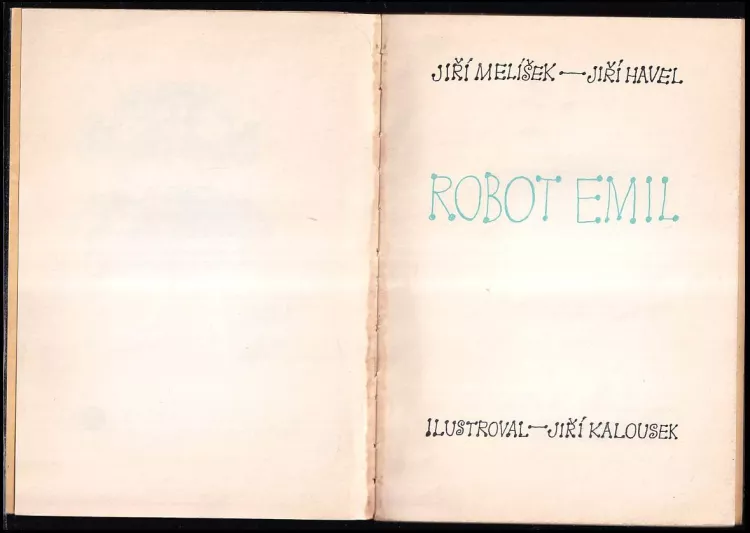 JIŘÍ MELÍŠEK — JIŘÍ HAVEL
ROBOT EMIL
ILUSTROVAL — JIŘÍ KALOUSEK